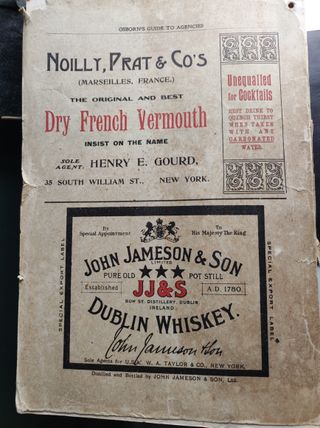 OSBORN'S GUIDE TO AGENCIES
NOILLY, PRAT & CO'S
(MARSEILLES, FRANCE.)
THE ORIGINAL AND BEST
Dry French Vermouth
INSIST ON THE NAME
SOLE AGENT: HENRY E. GOURD,
35 SOUTH WILLIAM ST., NEW YORK.
Unequalled
for Cocktails
BEST DRINK TO
QUENCH THIRST
WHEN TAKEN
WITH ANY
CARBONATED
WATER.
SPECIAL EXPORT LABEL
By
Special Appointment
To
His Majesty The King
JOHN JAMESON & SON
LIMITED
PURE OLD ★★★ POT STILL
Established JJ&S A.D. 1780.
BOW ST. DISTILLERY, DUBLIN
IRELAND.
DUBLIN WHISKEY.
John Jameson & Son
Sole Agents for U.S.A. W. A. TAYLOR & CO., NEW YORK.
Distilled and Bottled by JOHN JAMESON & SON, Ltd.
SPECIAL EXPORT LABEL